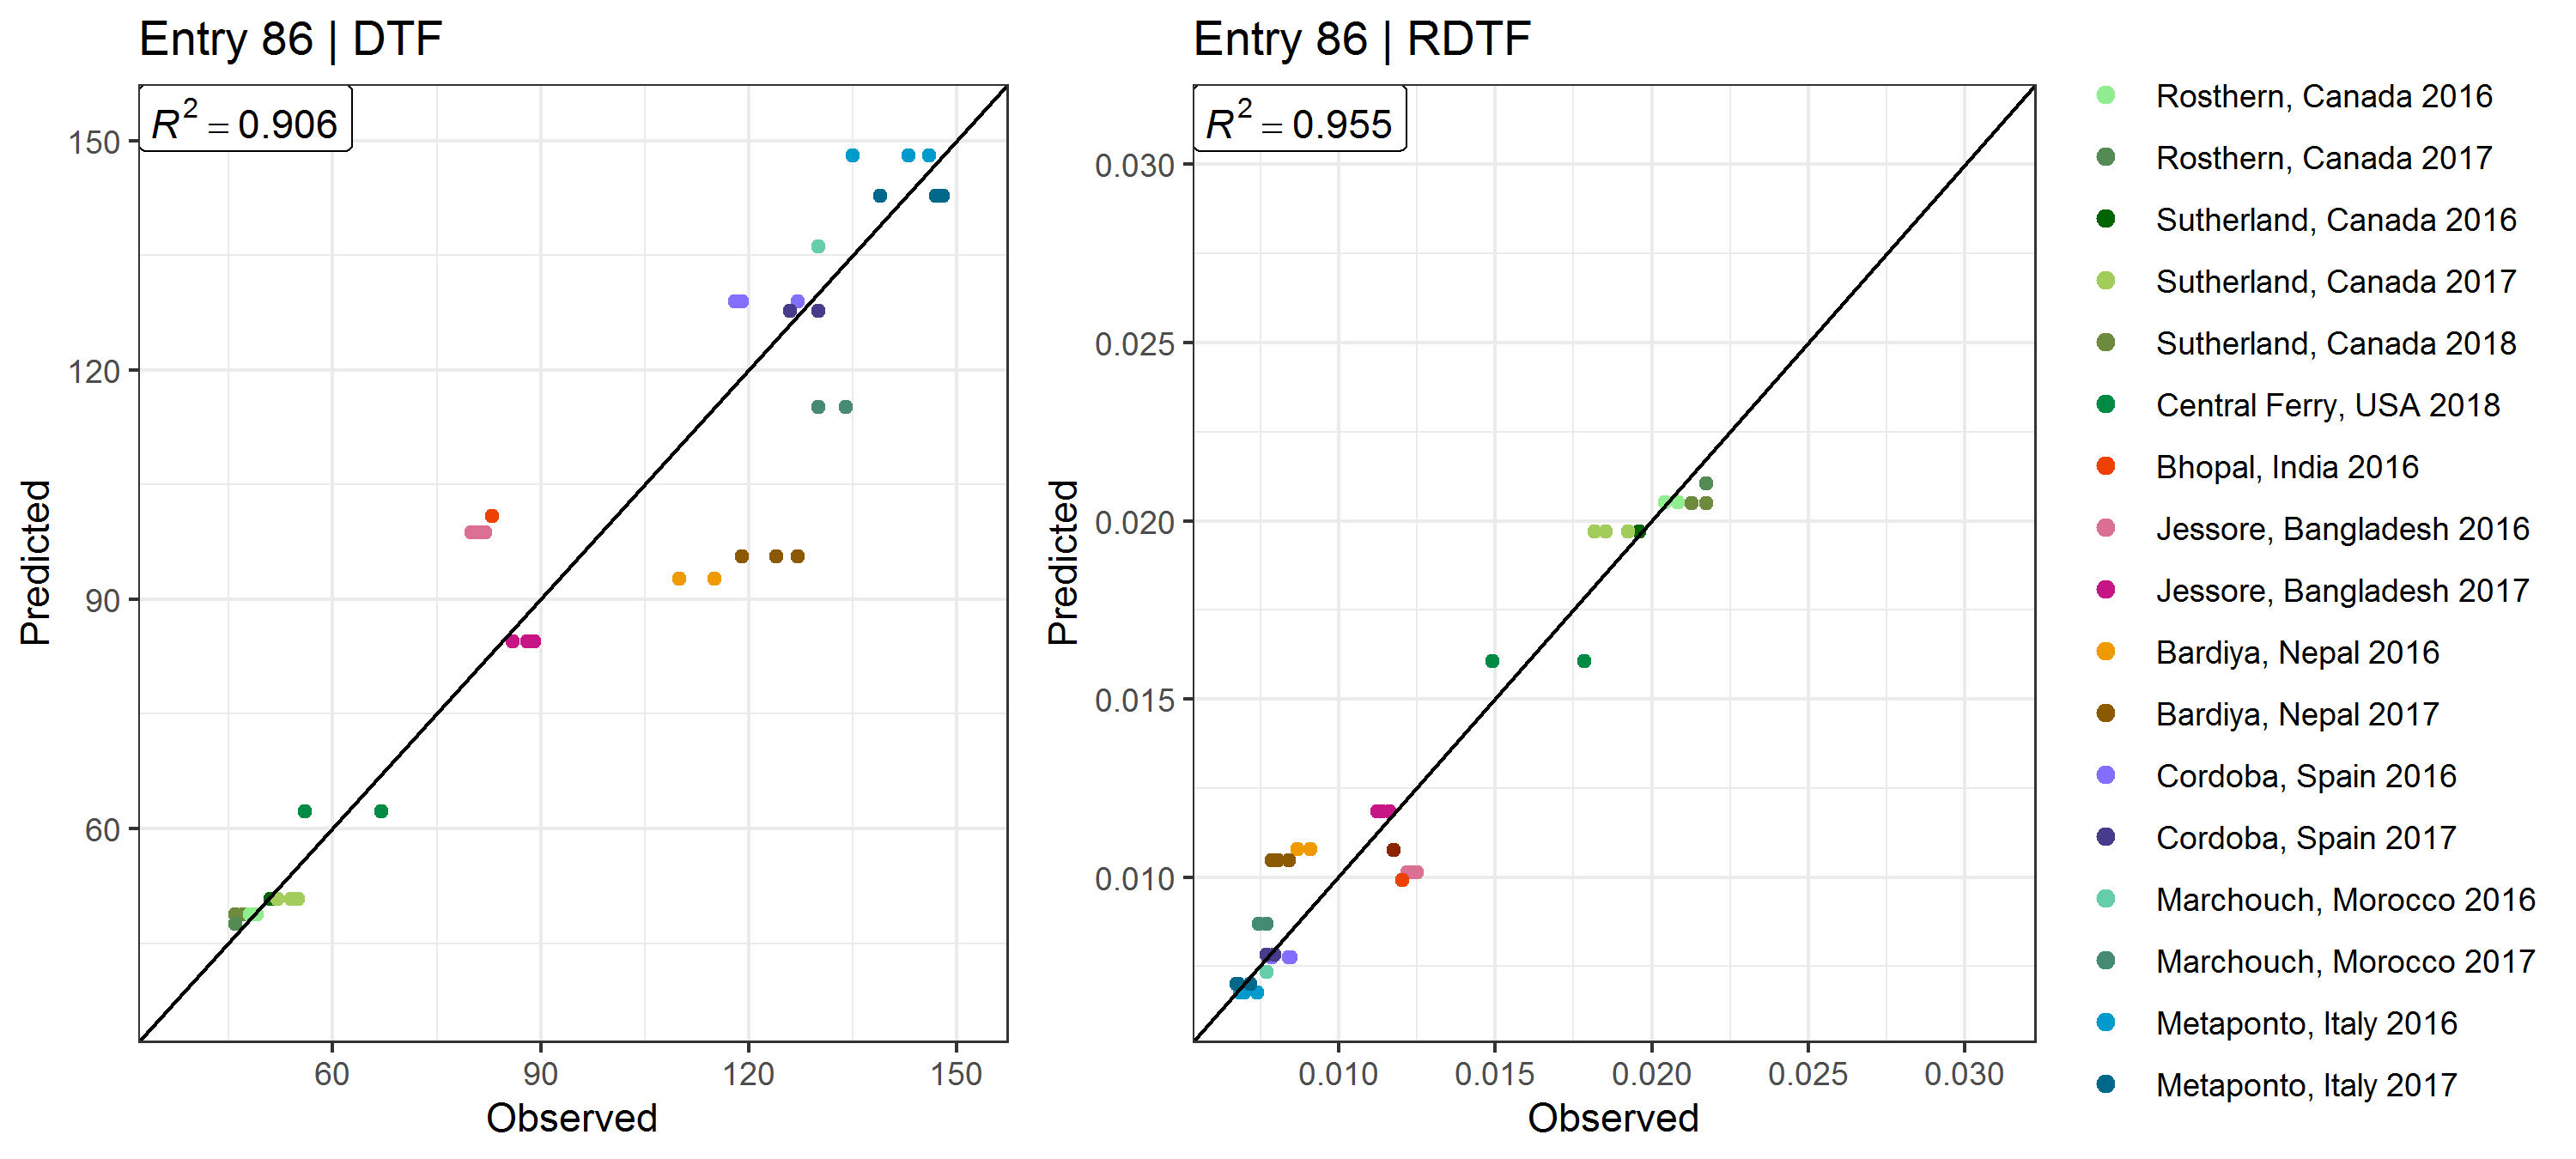 Entry 86 | DTF
R² = 0.906
150
120
90
60
Predicted
60 90 120 150
Observed
Entry 86 | RDTF
R² = 0.955
0.030
0.025
0.020
0.015
0.010
Predicted
0.010 0.015 0.020 0.025 0.030
Observed
Rosthern, Canada 2016
Rosthern, Canada 2017
Sutherland, Canada 2016
Sutherland, Canada 2017
Sutherland, Canada 2018
Central Ferry, USA 2018
Bhopal, India 2016
Jessore, Bangladesh 2016
Jessore, Bangladesh 2017
Bardiya, Nepal 2016
Bardiya, Nepal 2017
Cordoba, Spain 2016
Cordoba, Spain 2017
Marchouch, Morocco 2016
Marchouch, Morocco 2017
Metaponto, Italy 2016
Metaponto, Italy 2017